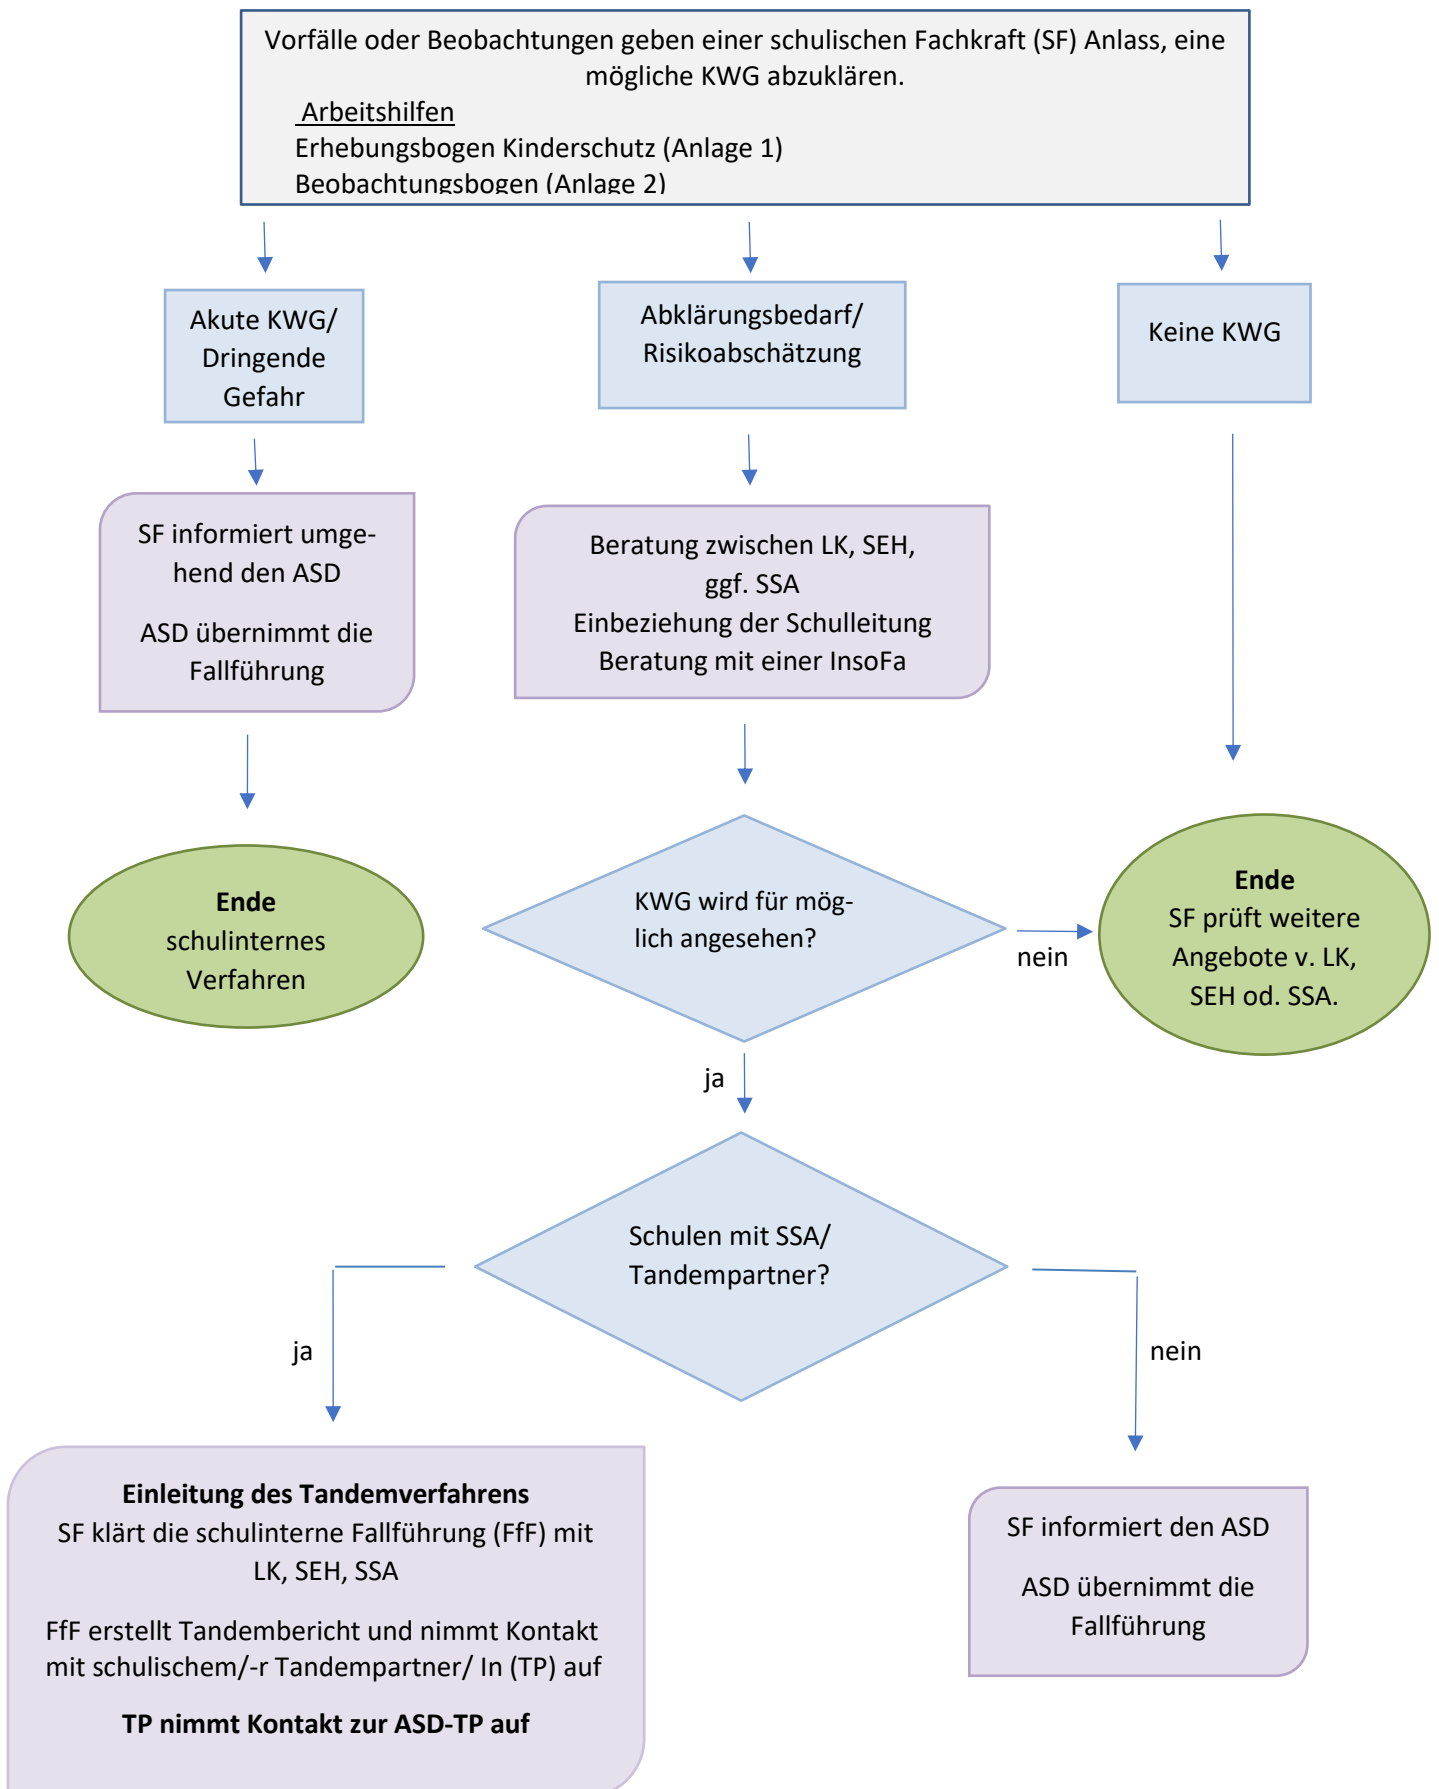 Vorfälle oder Beobachtungen geben einer schulischen Fachkraft (SF) Anlass, eine
mögliche KWG abzuklären.
Arbeitshilfen
Erhebungsbogen Kinderschutz (Anlage 1)
Beobachtungsbogen (Anlage 2)
Akute KWG/
Dringende
Gefahr
Abklärungsbedarf/
Risikoabschätzung
Keine KWG
SF informiert umge-
hend den ASD
ASD übernimmt die
Fallführung
Beratung zwischen LK, SEH,
ggf. SSA
Einbeziehung der Schulleitung
Beratung mit einer InsoFa
Ende
schulinternes
Verfahren
KWG wird für mög-
lich angesehen?
nein
Ende
SF prüft weitere
Angebote v. LK,
SEH od. SSA.
ja
Schulen mit SSA/
Tandempartner?
ja
nein
Einleitung des Tandemverfahrens
SF klärt die schulinterne Fallführung (FfF) mit
LK, SEH, SSA
FfF erstellt Tandembericht und nimmt Kontakt
mit schulischem/-r Tandempartner/ In (TP) auf
TP nimmt Kontakt zur ASD-TP auf
SF informiert den ASD
ASD übernimmt die
Fallführung